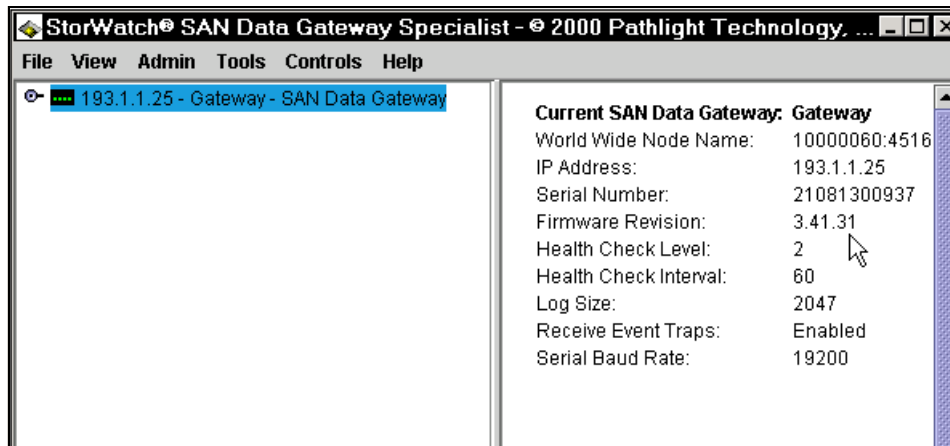 StorWatch® SAN Data Gateway Specialist - © 2000 Pathlight Technology, ...
File View Admin Tools Controls Help
193.1.1.25 - Gateway - SAN Data Gateway
Current SAN Data Gateway: Gateway
World Wide Node Name: 10000060:4516
IP Address: 193.1.1.25
Serial Number: 21081300937
Firmware Revision: 3.41.31
Health Check Level: 2
Health Check Interval: 60
Log Size: 2047
Receive Event Traps: Enabled
Serial Baud Rate: 19200